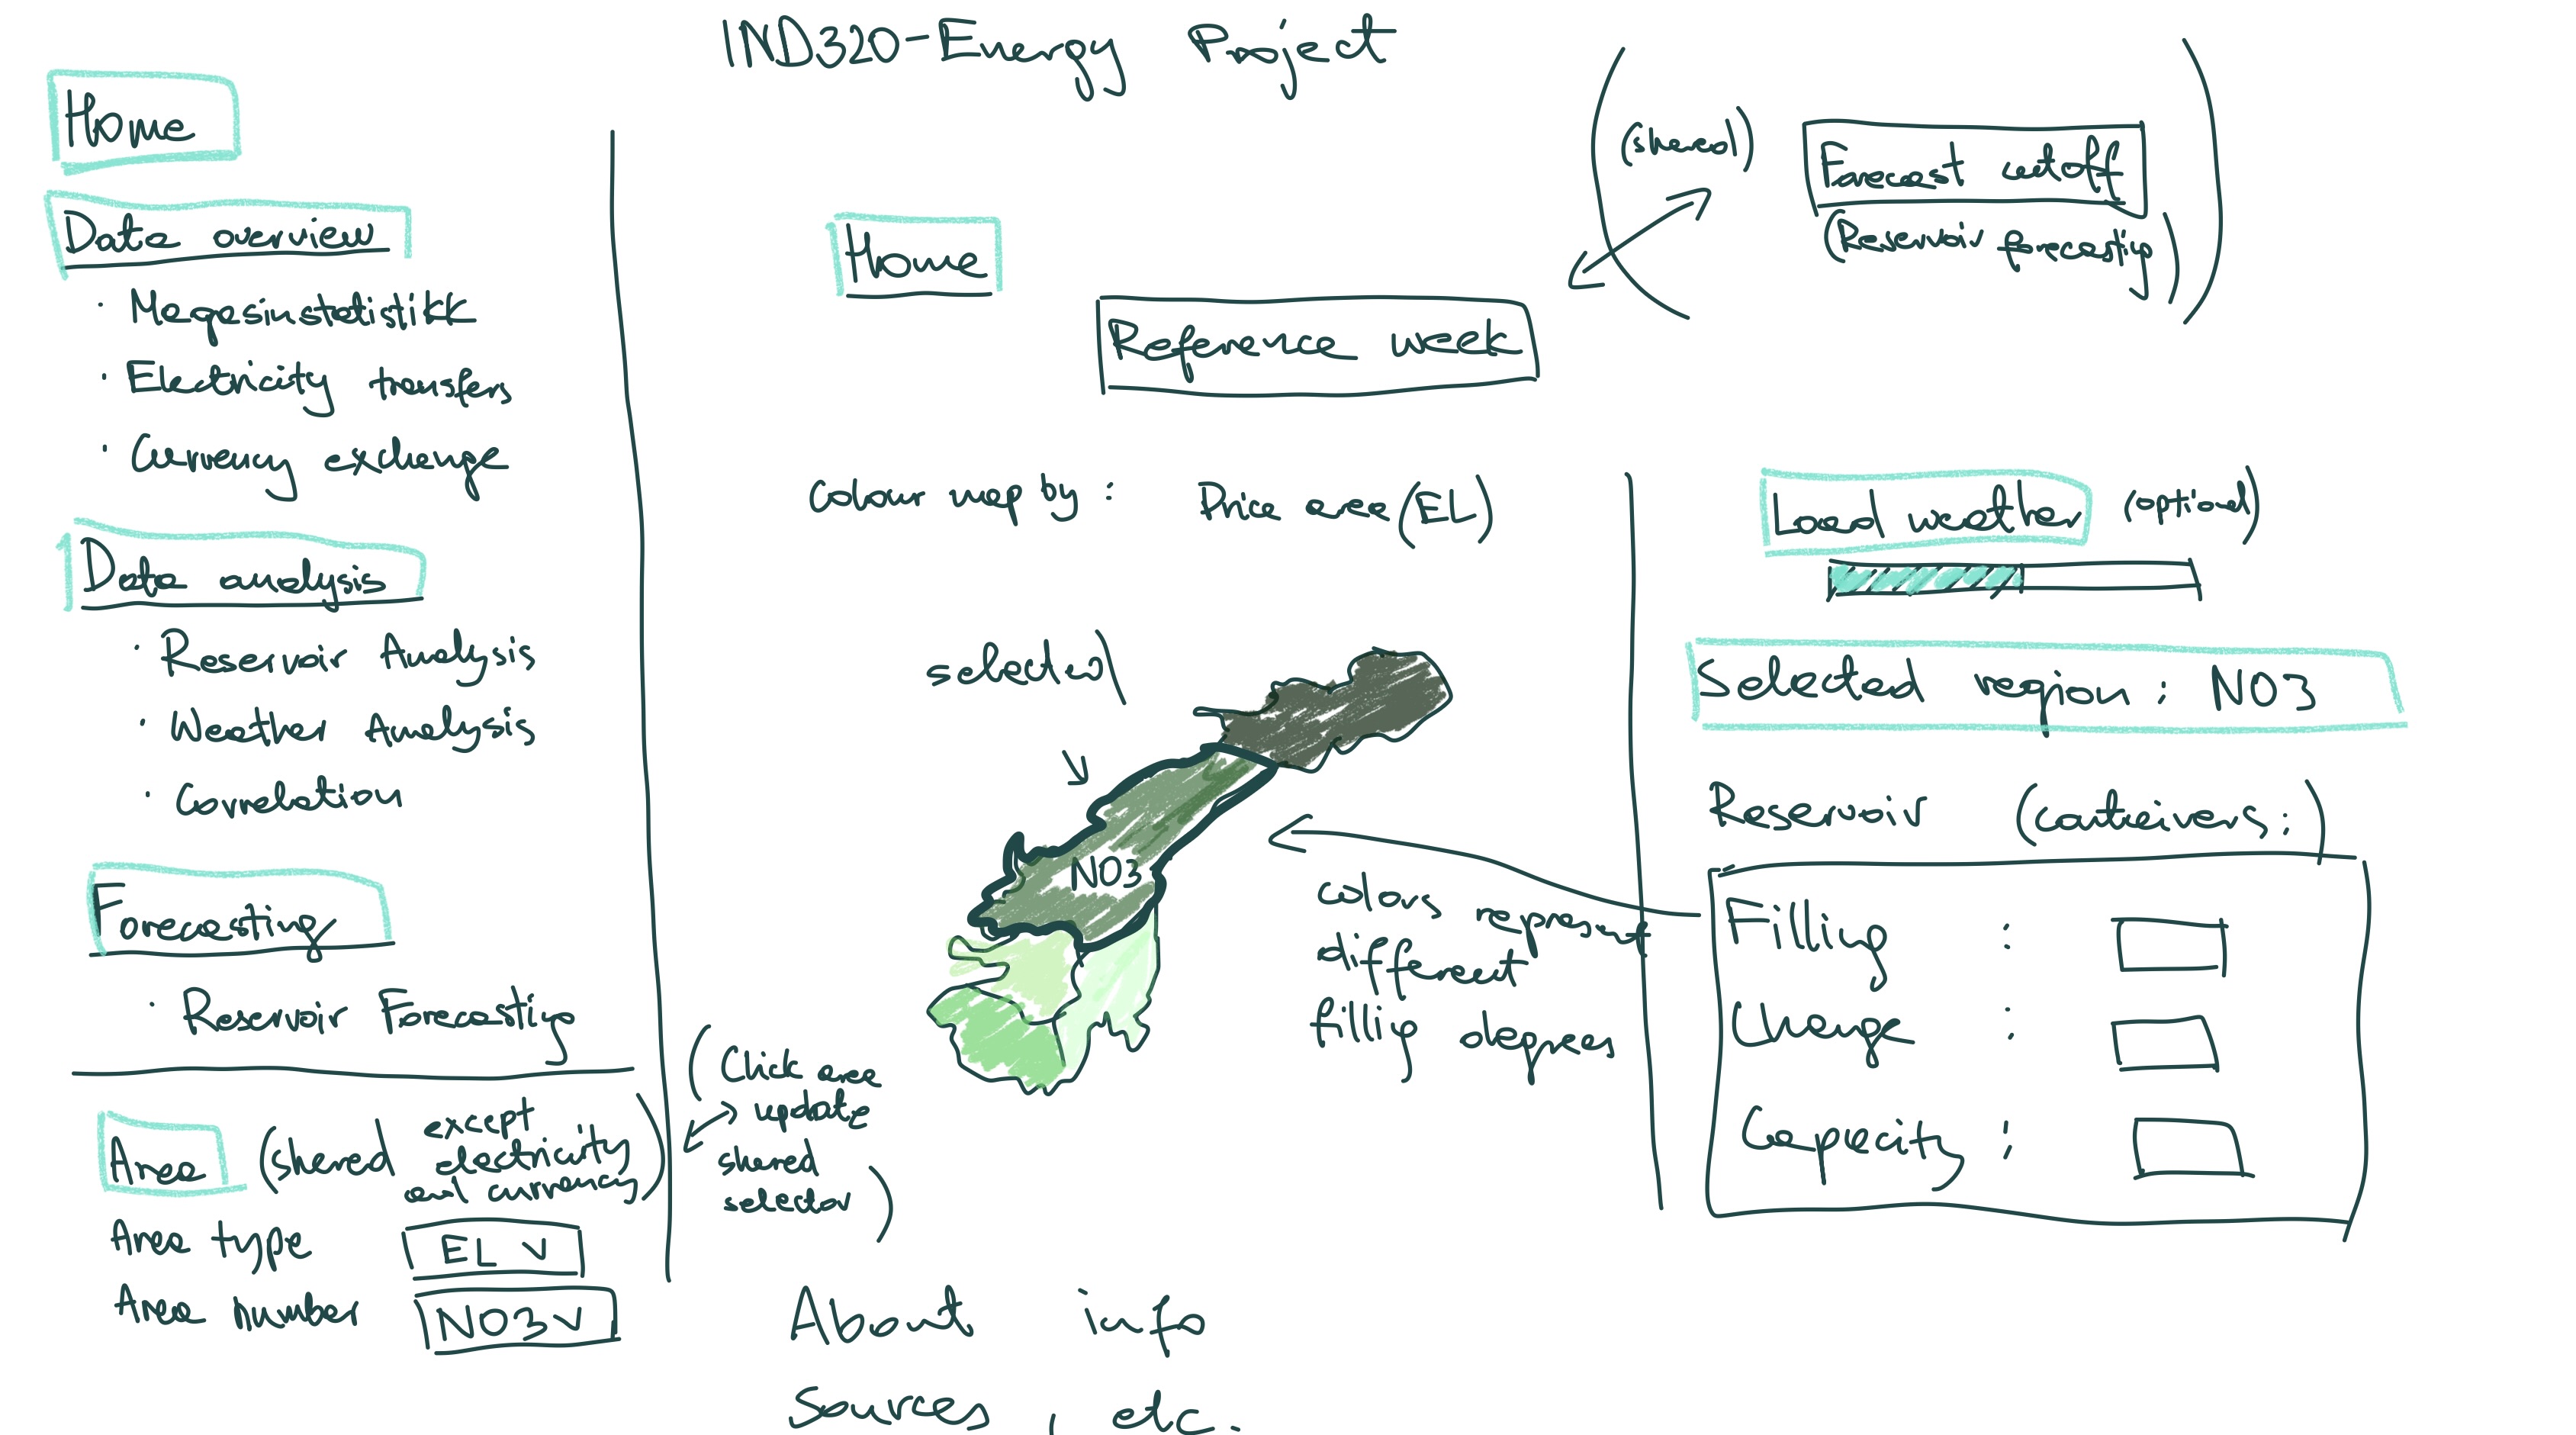 IND320-Energy Project
Home
Data overview
· Magasinstatistikk
· Electricity transfers
· Currency exchange
Data analysis
· Reservoir Analysis
· Weather Analysis
· Correlation
Forecasting
· Reservoir Forecasting
Area (shared except electricity and currency)
Area type EL v
Area number NO3 v
Home
Reference week
(shared)
Forecast cutoff
(Reservoir forecasting)
Colour map by : Price area (EL)
selected
NO3
colors represent
different
filling degrees
(Click area
update
shared
selector)
Load weather (optional)
Selected region : NO3
Reservoir
Filling :
Change :
Capacity :
About info
Sources, etc.